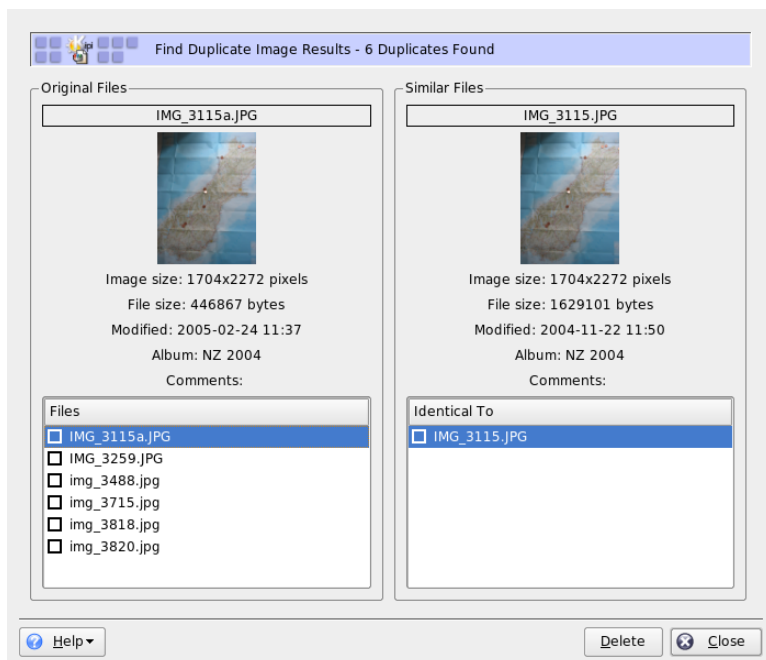 Kipi
Find Duplicate Image Results - 6 Duplicates Found
Original Files
IMG_3115a.JPG
Image size: 1704x2272 pixels
File size: 446867 bytes
Modified: 2005-02-24 11:37
Album: NZ 2004
Comments:
Files
IMG_3115a.JPG
IMG_3259.JPG
img_3488.jpg
img_3715.jpg
img_3818.jpg
img_3820.jpg
Similar Files
IMG_3115.JPG
Image size: 1704x2272 pixels
File size: 1629101 bytes
Modified: 2004-11-22 11:50
Album: NZ 2004
Comments:
Identical To
IMG_3115.JPG
Help
Delete
Close